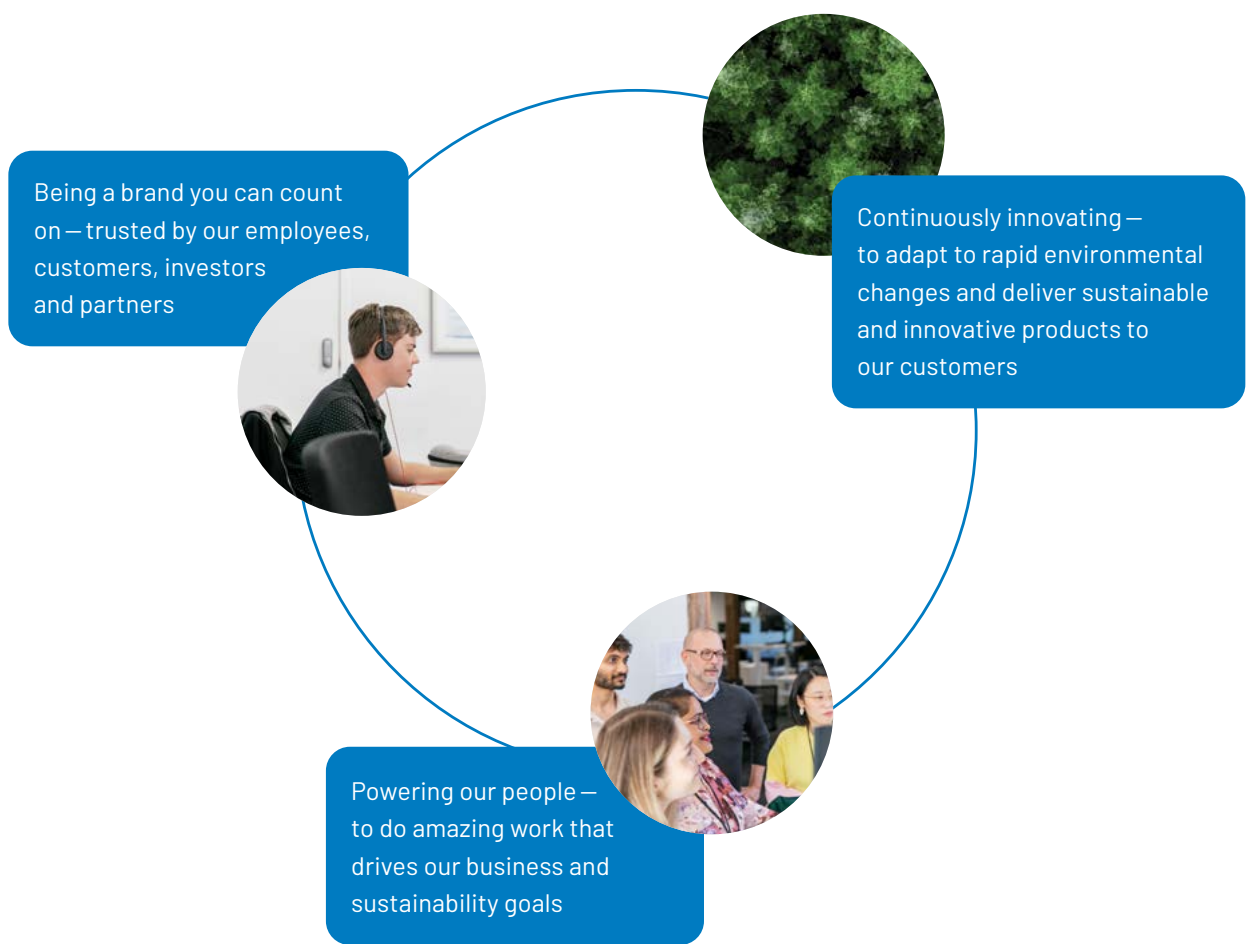 Being a brand you can count
on — trusted by our employees,
customers, investors
and partners
Continuously innovating —
to adapt to rapid environmental
changes and deliver sustainable
and innovative products to
our customers
Powering our people —
to do amazing work that
drives our business and
sustainability goals